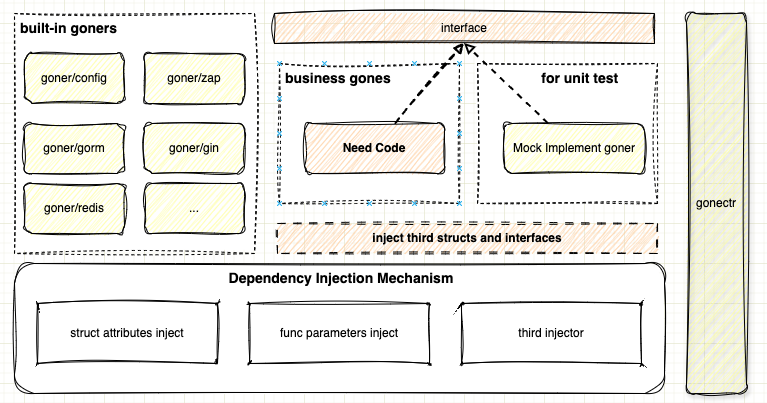 built-in goners
goner/config
goner/zap
goner/gorm
goner/gin
goner/redis
...
interface
business gones
Need Code
for unit test
Mock Implement goner
inject third structs and interfaces
gonectr
Dependency Injection Mechanism
struct attributes inject
func parameters inject
third injector